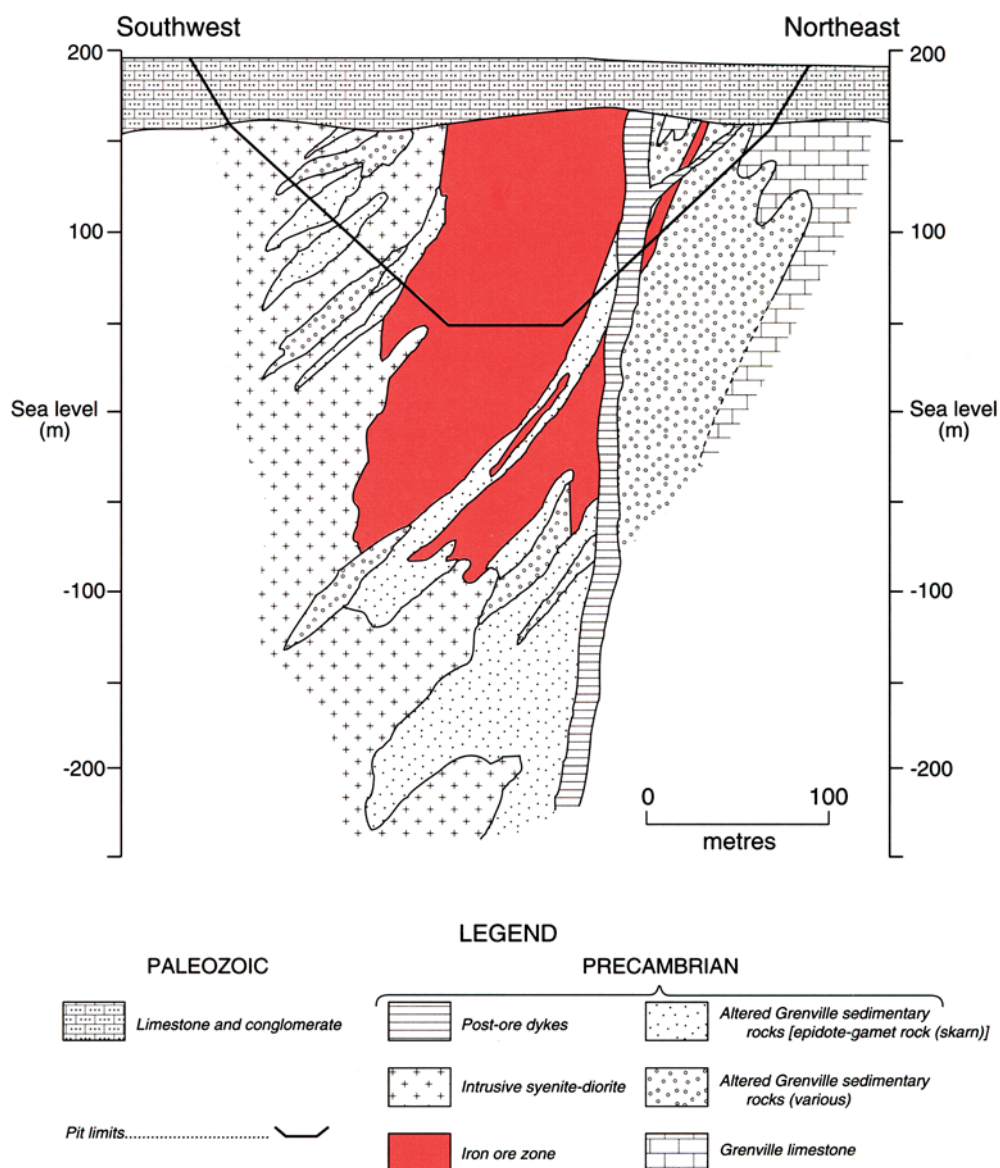 Southwest
Northeast
200
200
100
100
Sea level
(m)
Sea level
(m)
-100
-100
-200
-200
0
100
metres
LEGEND
PALEOZOIC
PRECAMBRIAN
Limestone and conglomerate
Post-ore dykes
Altered Grenville sedimentary
rocks [epidote-gamet rock (skarn)]
Intrusive syenite-diorite
Altered Grenville sedimentary
rocks (various)
Pit limits
Iron ore zone
Grenville limestone